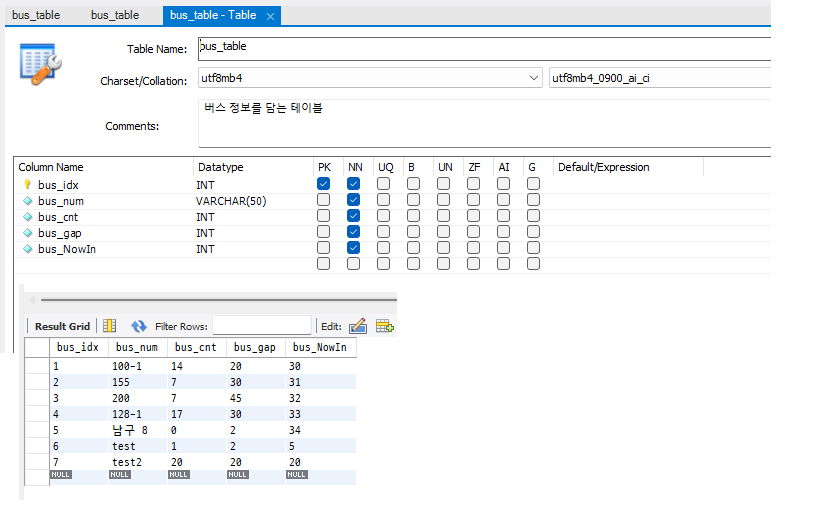 bus_table bus_table bus_table - Table
Table Name: bus_table
Charset/Collation: utf8mb4 utf8mb4_0900_ai_ci
Comments: 버스 정보를 담는 테이블
Column Name Datatype PK NN UQ B UN ZF AI G Default/Expression
bus_idx INT
bus_num VARCHAR(50)
bus_cnt INT
bus_gap INT
bus_NowIn INT
Result Grid Filter Rows: Edit:
bus_idx bus_num bus_cnt bus_gap bus_NowIn
1 100-1 14 20 30
2 155 7 30 31
3 200 7 45 32
4 128-1 17 30 33
5 남구 8 0 2 34
6 test 1 2 5
7 test2 20 20 20
NULL NULL NULL NULL NULL